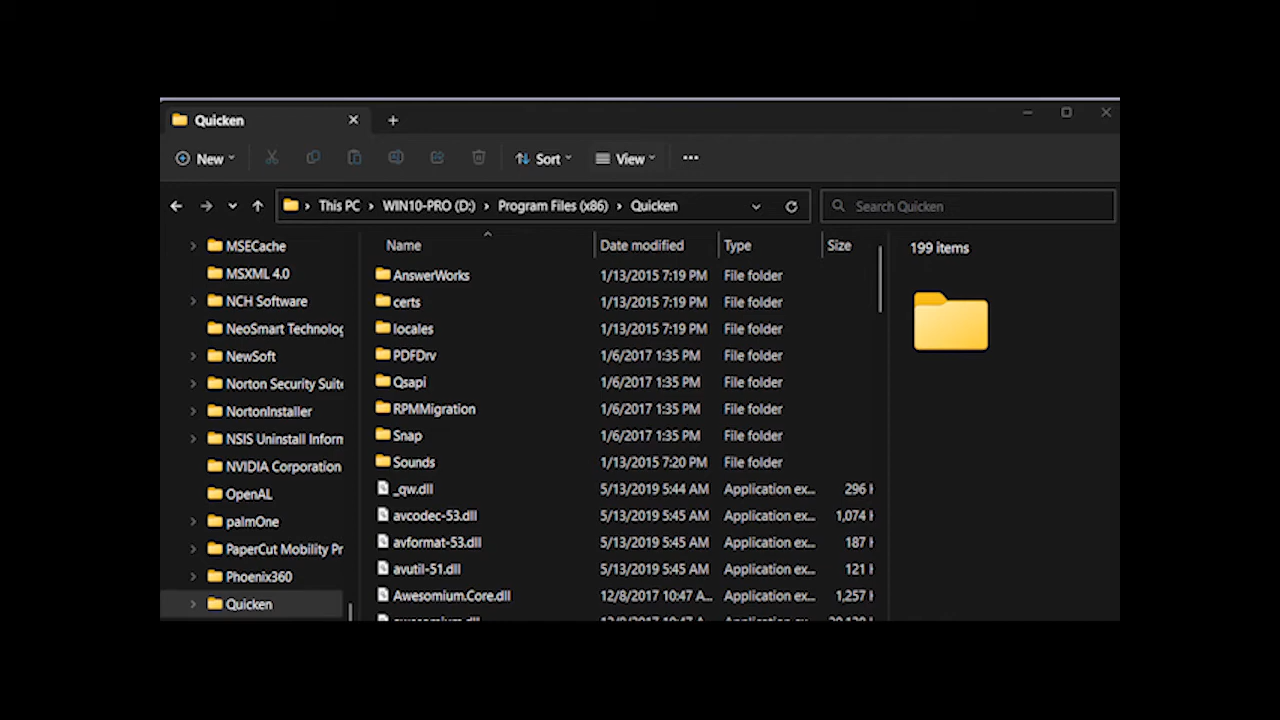 Quicken
New Sort View
This PC > WIN10-PRO (D:) > Program Files (x86) > Quicken
Search Quicken
Name Date modified Type Size
199 items
MSECache
MSXML 4.0
NCH Software
NeoSmart Technolog
NewSoft
Norton Security Suite
NortonInstaller
NSIS Uninstall Inform
NVIDIA Corporation
OpenAL
palmOne
PaperCut Mobility Pr
Phoenix360
Quicken
AnswerWorks 1/13/2015 7:19 PM File folder
certs 1/13/2015 7:19 PM File folder
locales 1/13/2015 7:19 PM File folder
PDFDrv 1/6/2017 1:35 PM File folder
Qsapi 1/6/2017 1:35 PM File folder
RPMMigration 1/6/2017 1:35 PM File folder
Snap 1/6/2017 1:35 PM File folder
Sounds 1/13/2015 7:20 PM File folder
_qw.dll 5/13/2019 5:44 AM Application ex... 296 K
avcodec-53.dll 5/13/2019 5:45 AM Application ex... 1,074 K
avformat-53.dll 5/13/2019 5:45 AM Application ex... 187 K
avutil-51.dll 5/13/2019 5:45 AM Application ex... 121 K
Awesomium.Core.dll 12/8/2017 10:47 A... Application ex... 1,257 K